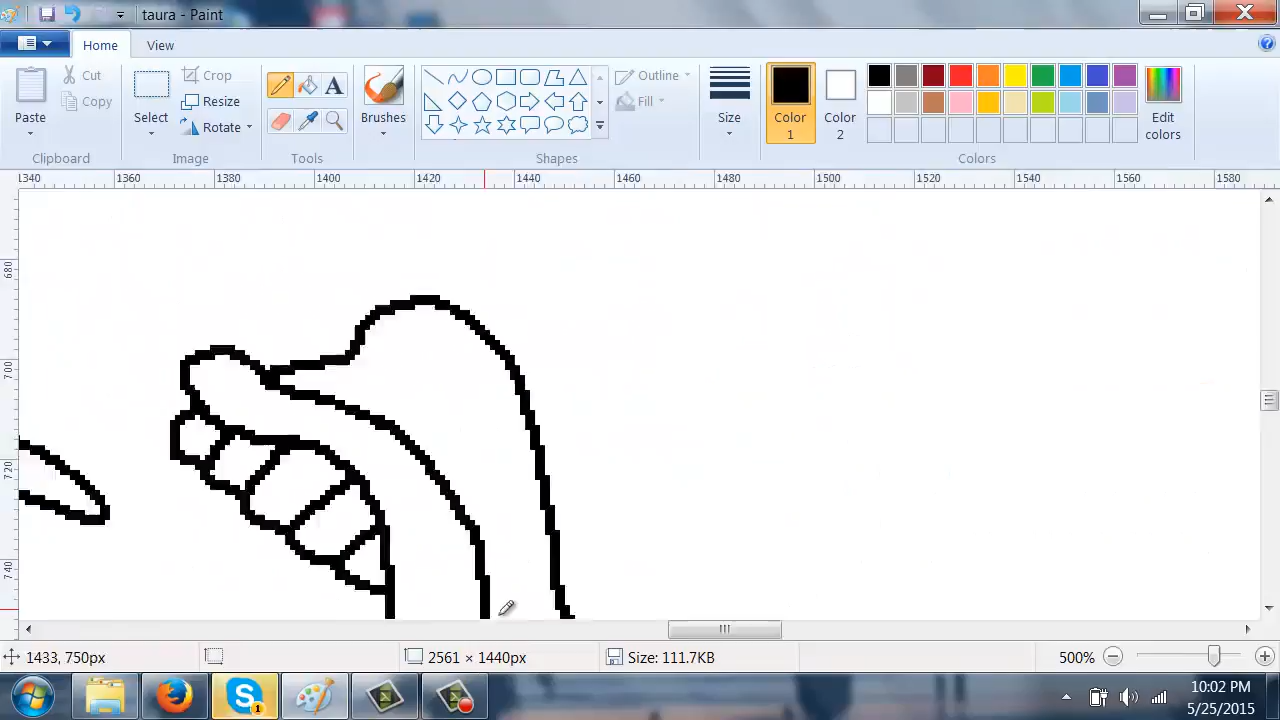 taura - Paint
Home View
Paste Cut Copy
Clipboard
Select Crop Resize Rotate
Image
A
Tools
Brushes
Outline Fill
Shapes
Size
Color 1
Color 2
Edit colors
Colors
1340 1360 1380 1400 1420 1440 1460 1480 1500 1520 1540 1560 1580
680
700
720
740
1433, 750px 2561 × 1440px Size: 111.7KB 500%
S 1
10:02 PM
5/25/2015